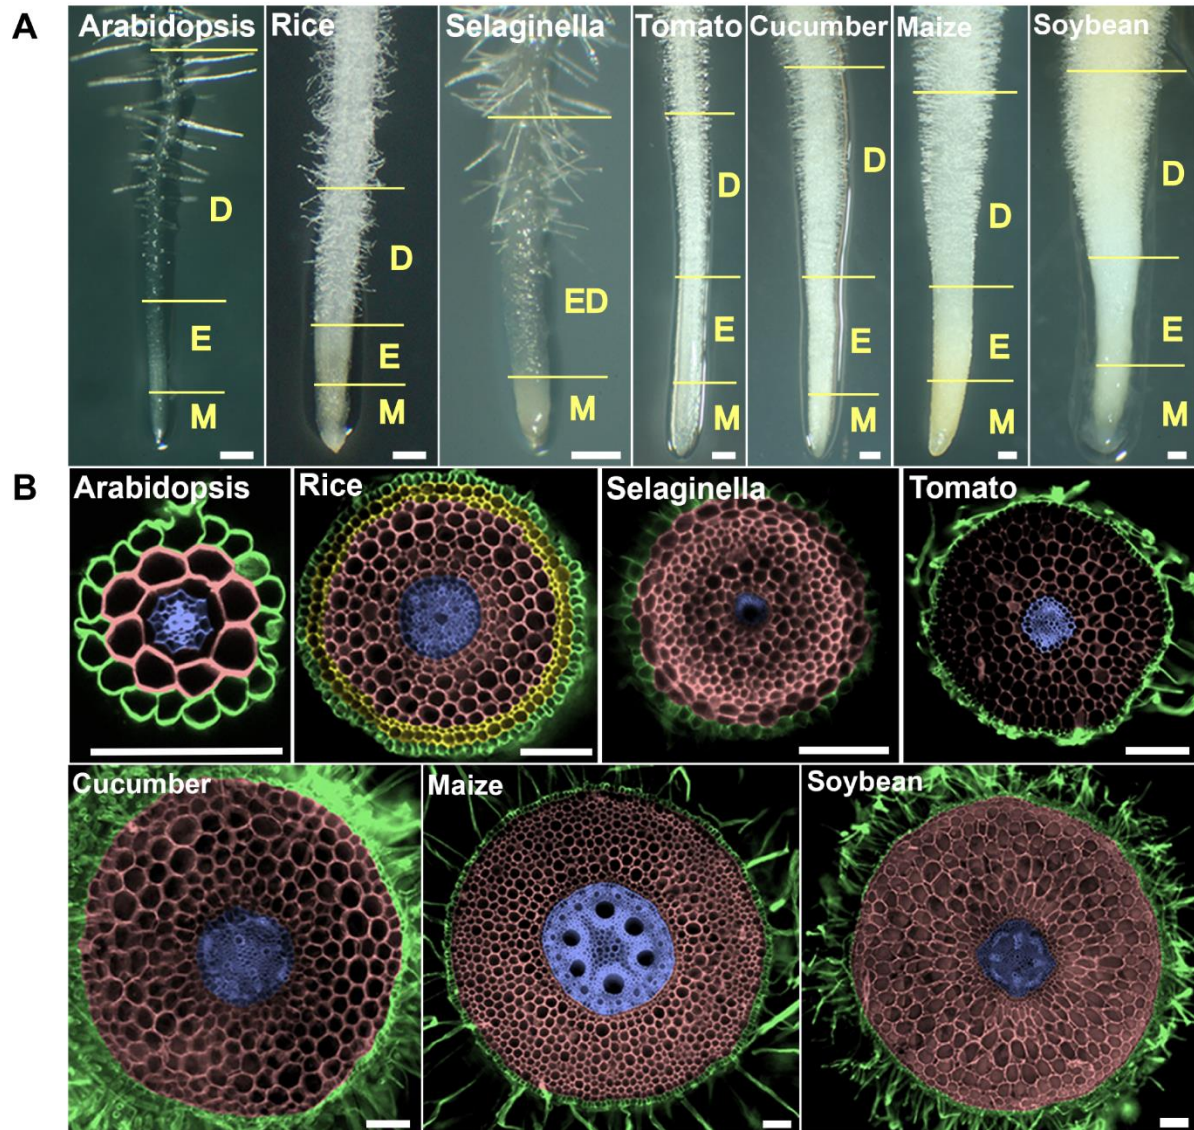 A
Arabidopsis Rice Selaginella Tomato Cucumber Maize Soybean
D D ED D D D D
E E E E E E
M M M M M M M
B
Arabidopsis Rice Selaginella Tomato
Cucumber Maize Soybean